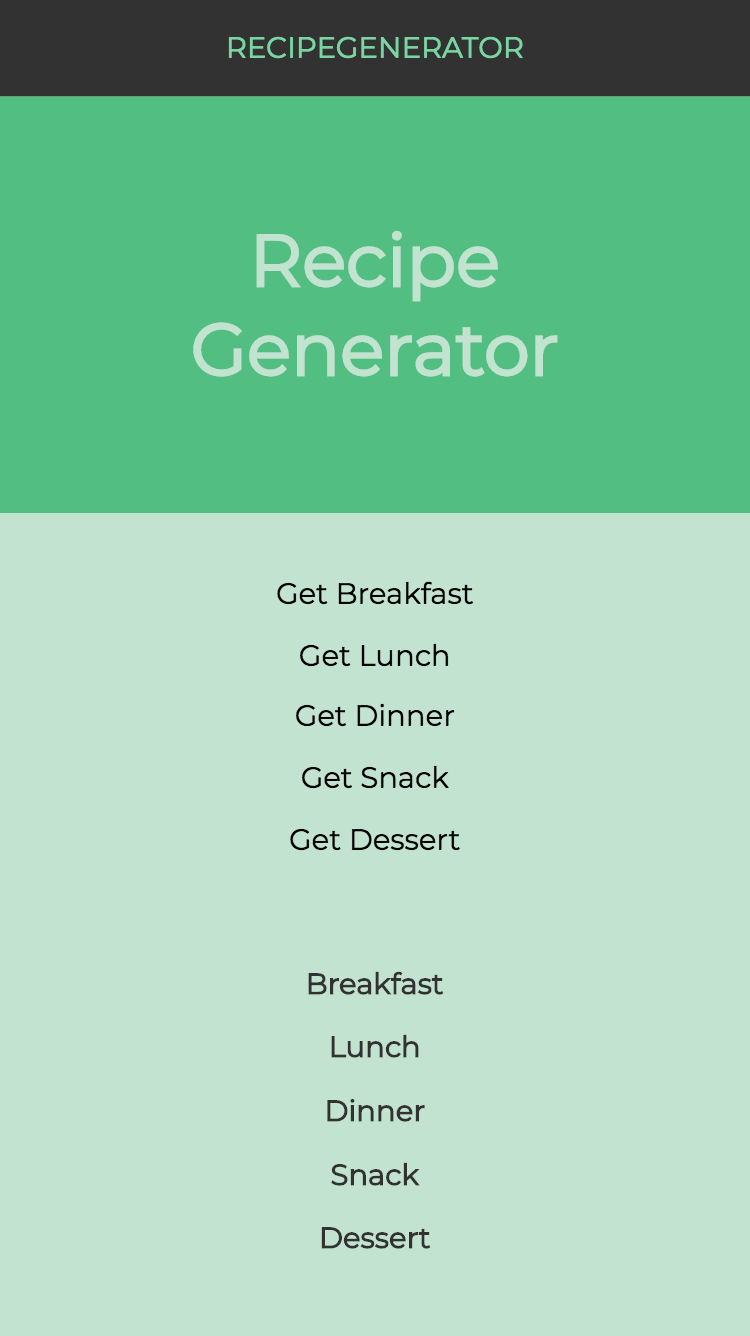 RECIPEGENERATOR
Recipe
Generator
Get Breakfast
Get Lunch
Get Dinner
Get Snack
Get Dessert
Breakfast
Lunch
Dinner
Snack
Dessert